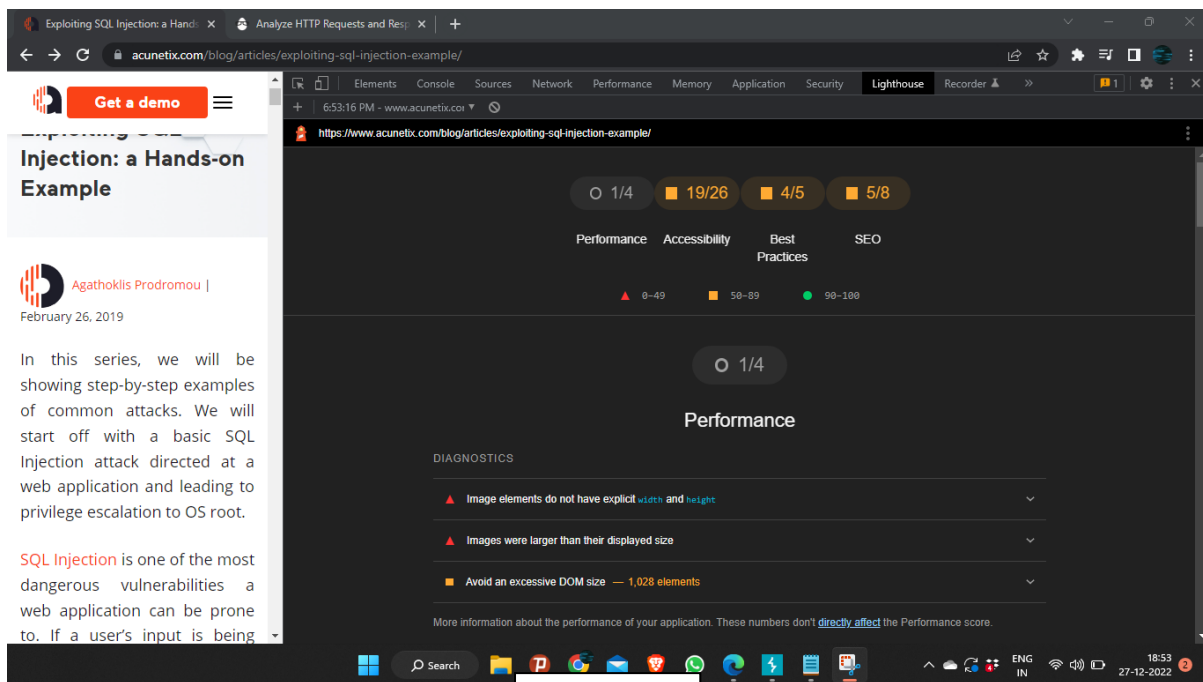 Exploiting SQL Injection: a Hands
Analyze HTTP Requests and Resp
acunetix.com/blog/articles/exploiting-sql-injection-example/
Get a demo
Injection: a Hands-on
Example
Agathoklis Prodromou |
February 26, 2019
In this series, we will be
showing step-by-step examples
of common attacks. We will
start off with a basic SQL
Injection attack directed at a
web application and leading to
privilege escalation to OS root.
SQL Injection is one of the most
dangerous vulnerabilities a
web application can be prone
to. If a user's input is being
Elements Console Sources Network Performance Memory Application Security Lighthouse Recorder
1
6:53:16 PM - www.acunetix.co
https://www.acunetix.com/blog/articles/exploiting-sql-injection-example/
1/4 19/26 4/5 5/8
Performance Accessibility Best Practices SEO
0–49 50–89 90–100
1/4
Performance
DIAGNOSTICS
Image elements do not have explicit width and height
Images were larger than their displayed size
Avoid an excessive DOM size — 1,028 elements
More information about the performance of your application. These numbers don't directly affect the Performance score.
Search
ENG
IN
18:53
27-12-2022
2